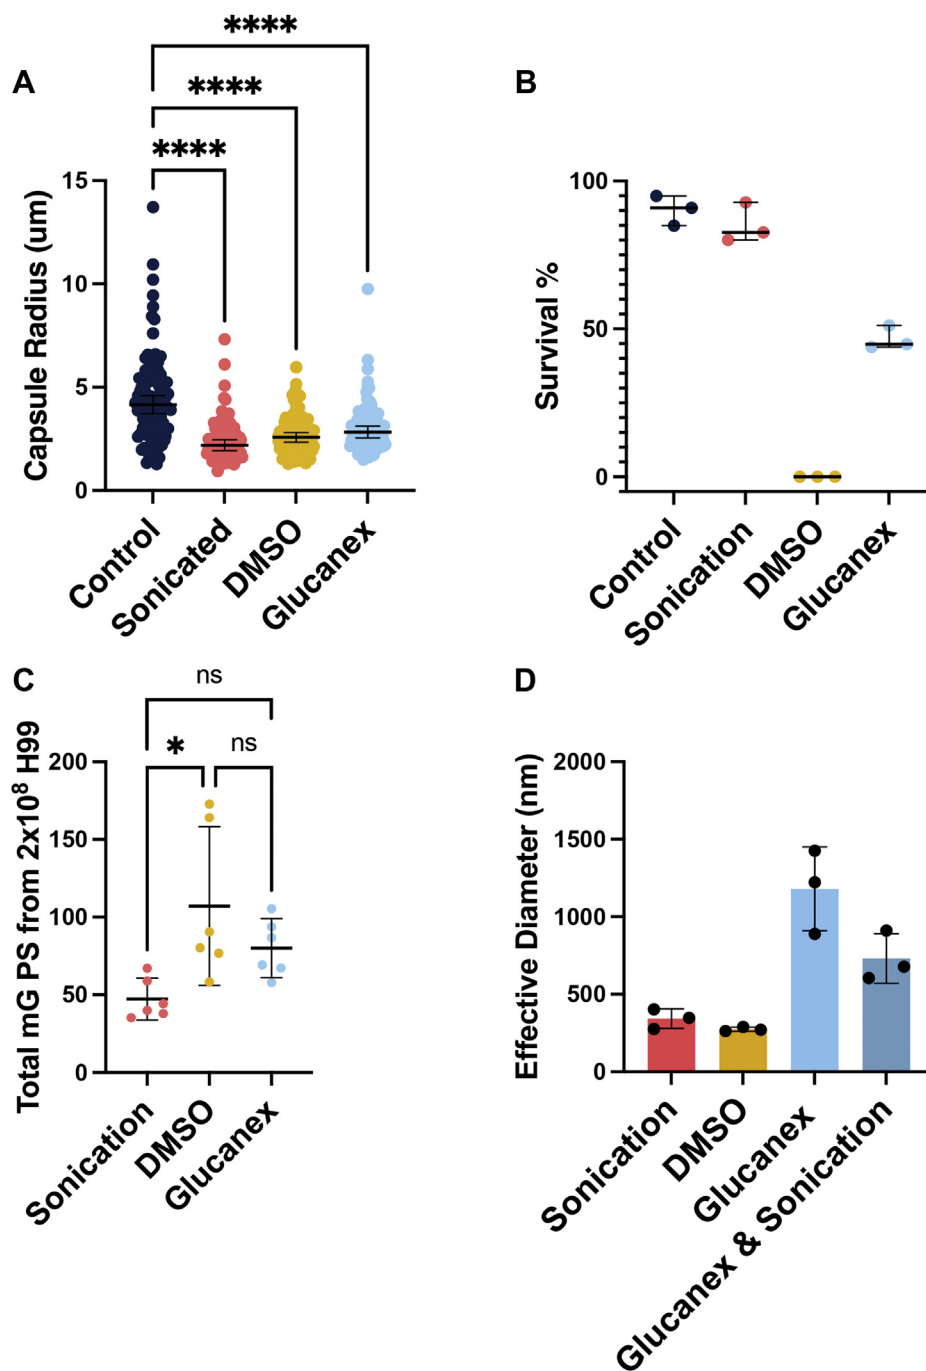 A
****
****
****
Capsule Radius (um)
15
10
5
0
Control
Sonicated
DMSO
Glucanex
B
Survival %
100
50
0
Control
Sonication
DMSO
Glucanex
C
ns
* ns
Total mG PS from 2x10⁸ H99
200
150
100
50
0
Sonication
DMSO
Glucanex
D
Effective Diameter (nm)
2000
1500
1000
500
0
Sonication
DMSO
Glucanex
Glucanex & Sonication